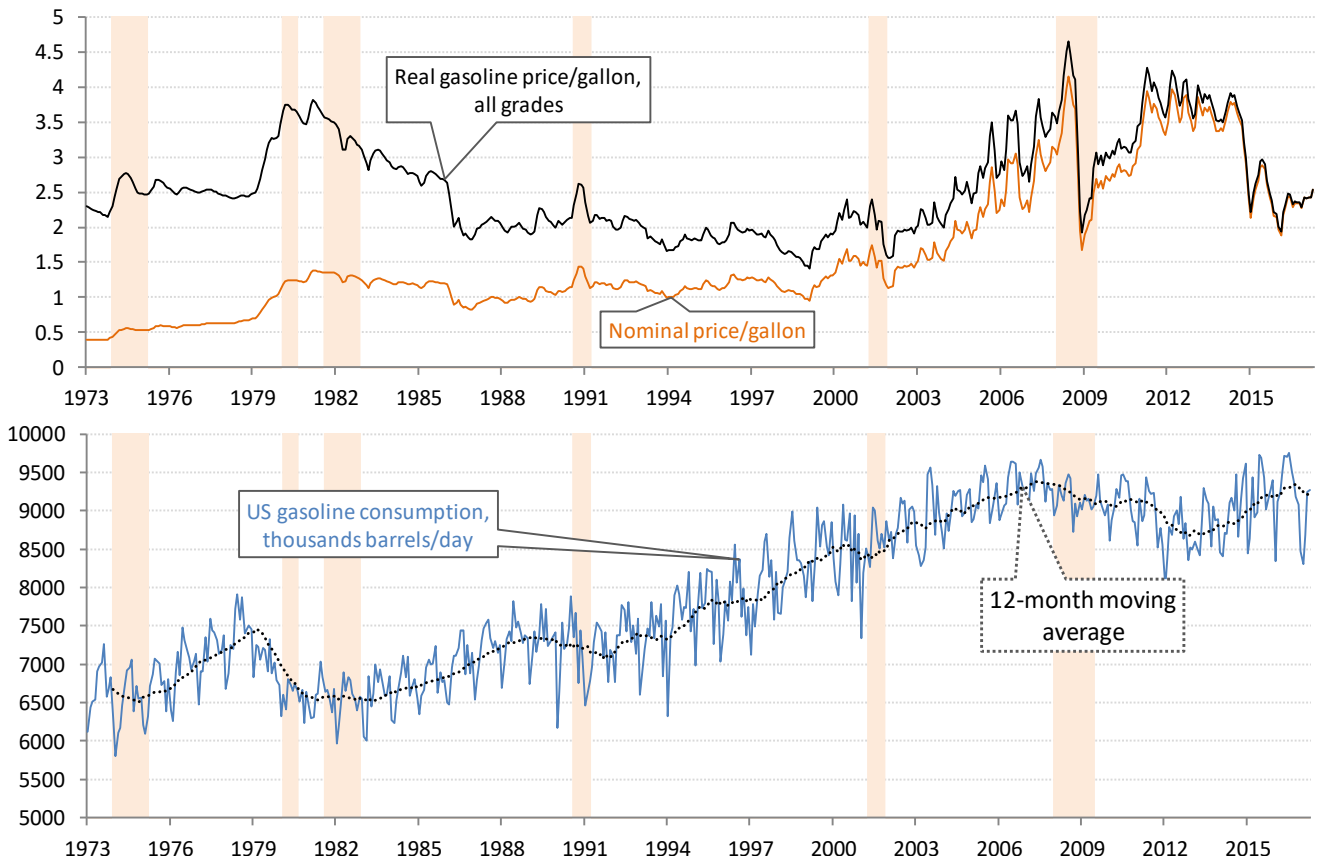 5
4.5
4
3.5
3
2.5
2
1.5
1
0.5
0
Real gasoline price/gallon,
all grades
Nominal price/gallon
1973 1976 1979 1982 1985 1988 1991 1994 1997 2000 2003 2006 2009 2012 2015
10000
9500
9000
8500
8000
7500
7000
6500
6000
5500
5000
US gasoline consumption,
thousands barrels/day
12-month moving
average
1973 1976 1979 1982 1985 1988 1991 1994 1997 2000 2003 2006 2009 2012 2015